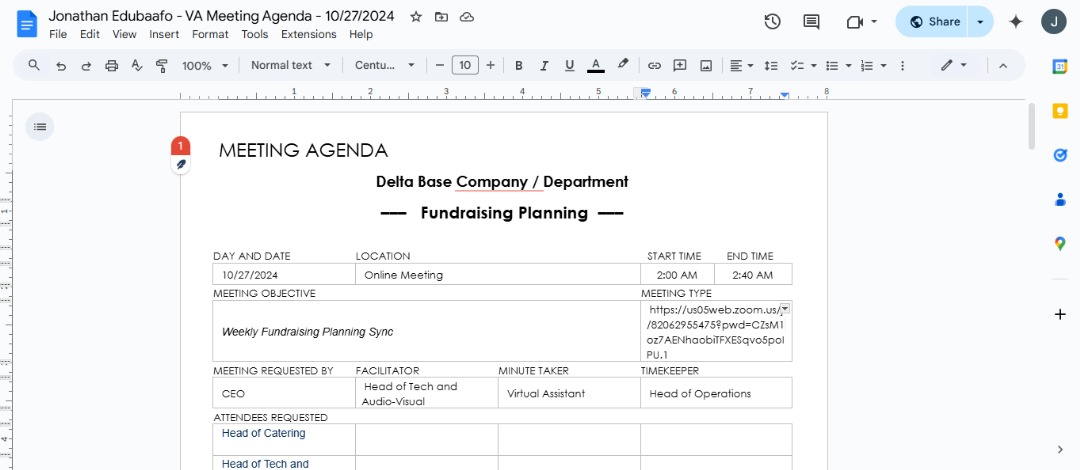 Jonathan Edubaafo - VA Meeting Agenda - 10/27/2024
Share
J
File Edit View Insert Format Tools Extensions Help
100% Normal text Centu... 10 B I U A
31
1 2 3 4 5 6 7 8
1
MEETING AGENDA
Delta Base Company / Department
Fundraising Planning
DAY AND DATE LOCATION START TIME END TIME
10/27/2024 Online Meeting 2:00 AM 2:40 AM
MEETING OBJECTIVE MEETING TYPE
Weekly Fundraising Planning Sync
https://us05web.zoom.us/j
/82062955475?pwd=CZsM1
oz7AENhaobiTFXESqvo5poI
PU.1
MEETING REQUESTED BY FACILITATOR MINUTE TAKER TIMEKEEPER
CEO Head of Tech and Virtual Assistant Head of Operations
Audio-Visual
ATTENDEES REQUESTED
Head of Catering
Head of Tech and